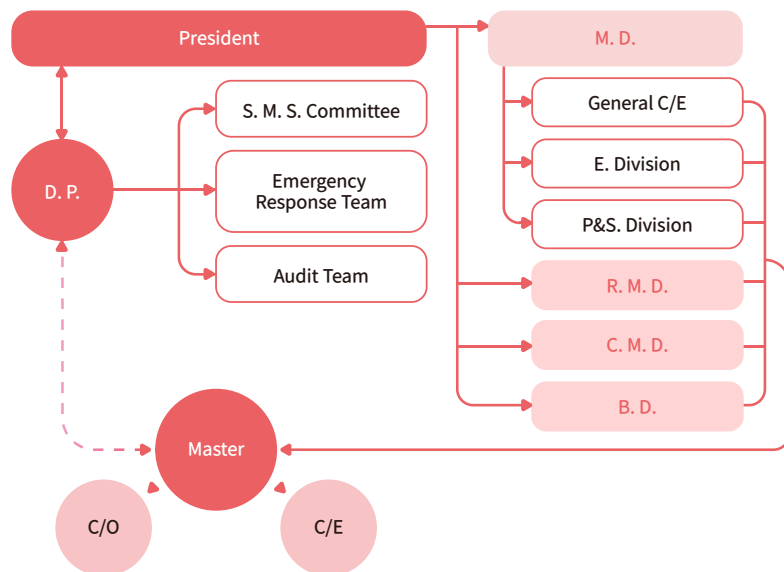 President
M. D.
S. M. S. Committee
General C/E
D. P.
Emergency
Response Team
E. Division
P&S. Division
Audit Team
R. M. D.
C. M. D.
B. D.
Master
C/O
C/E